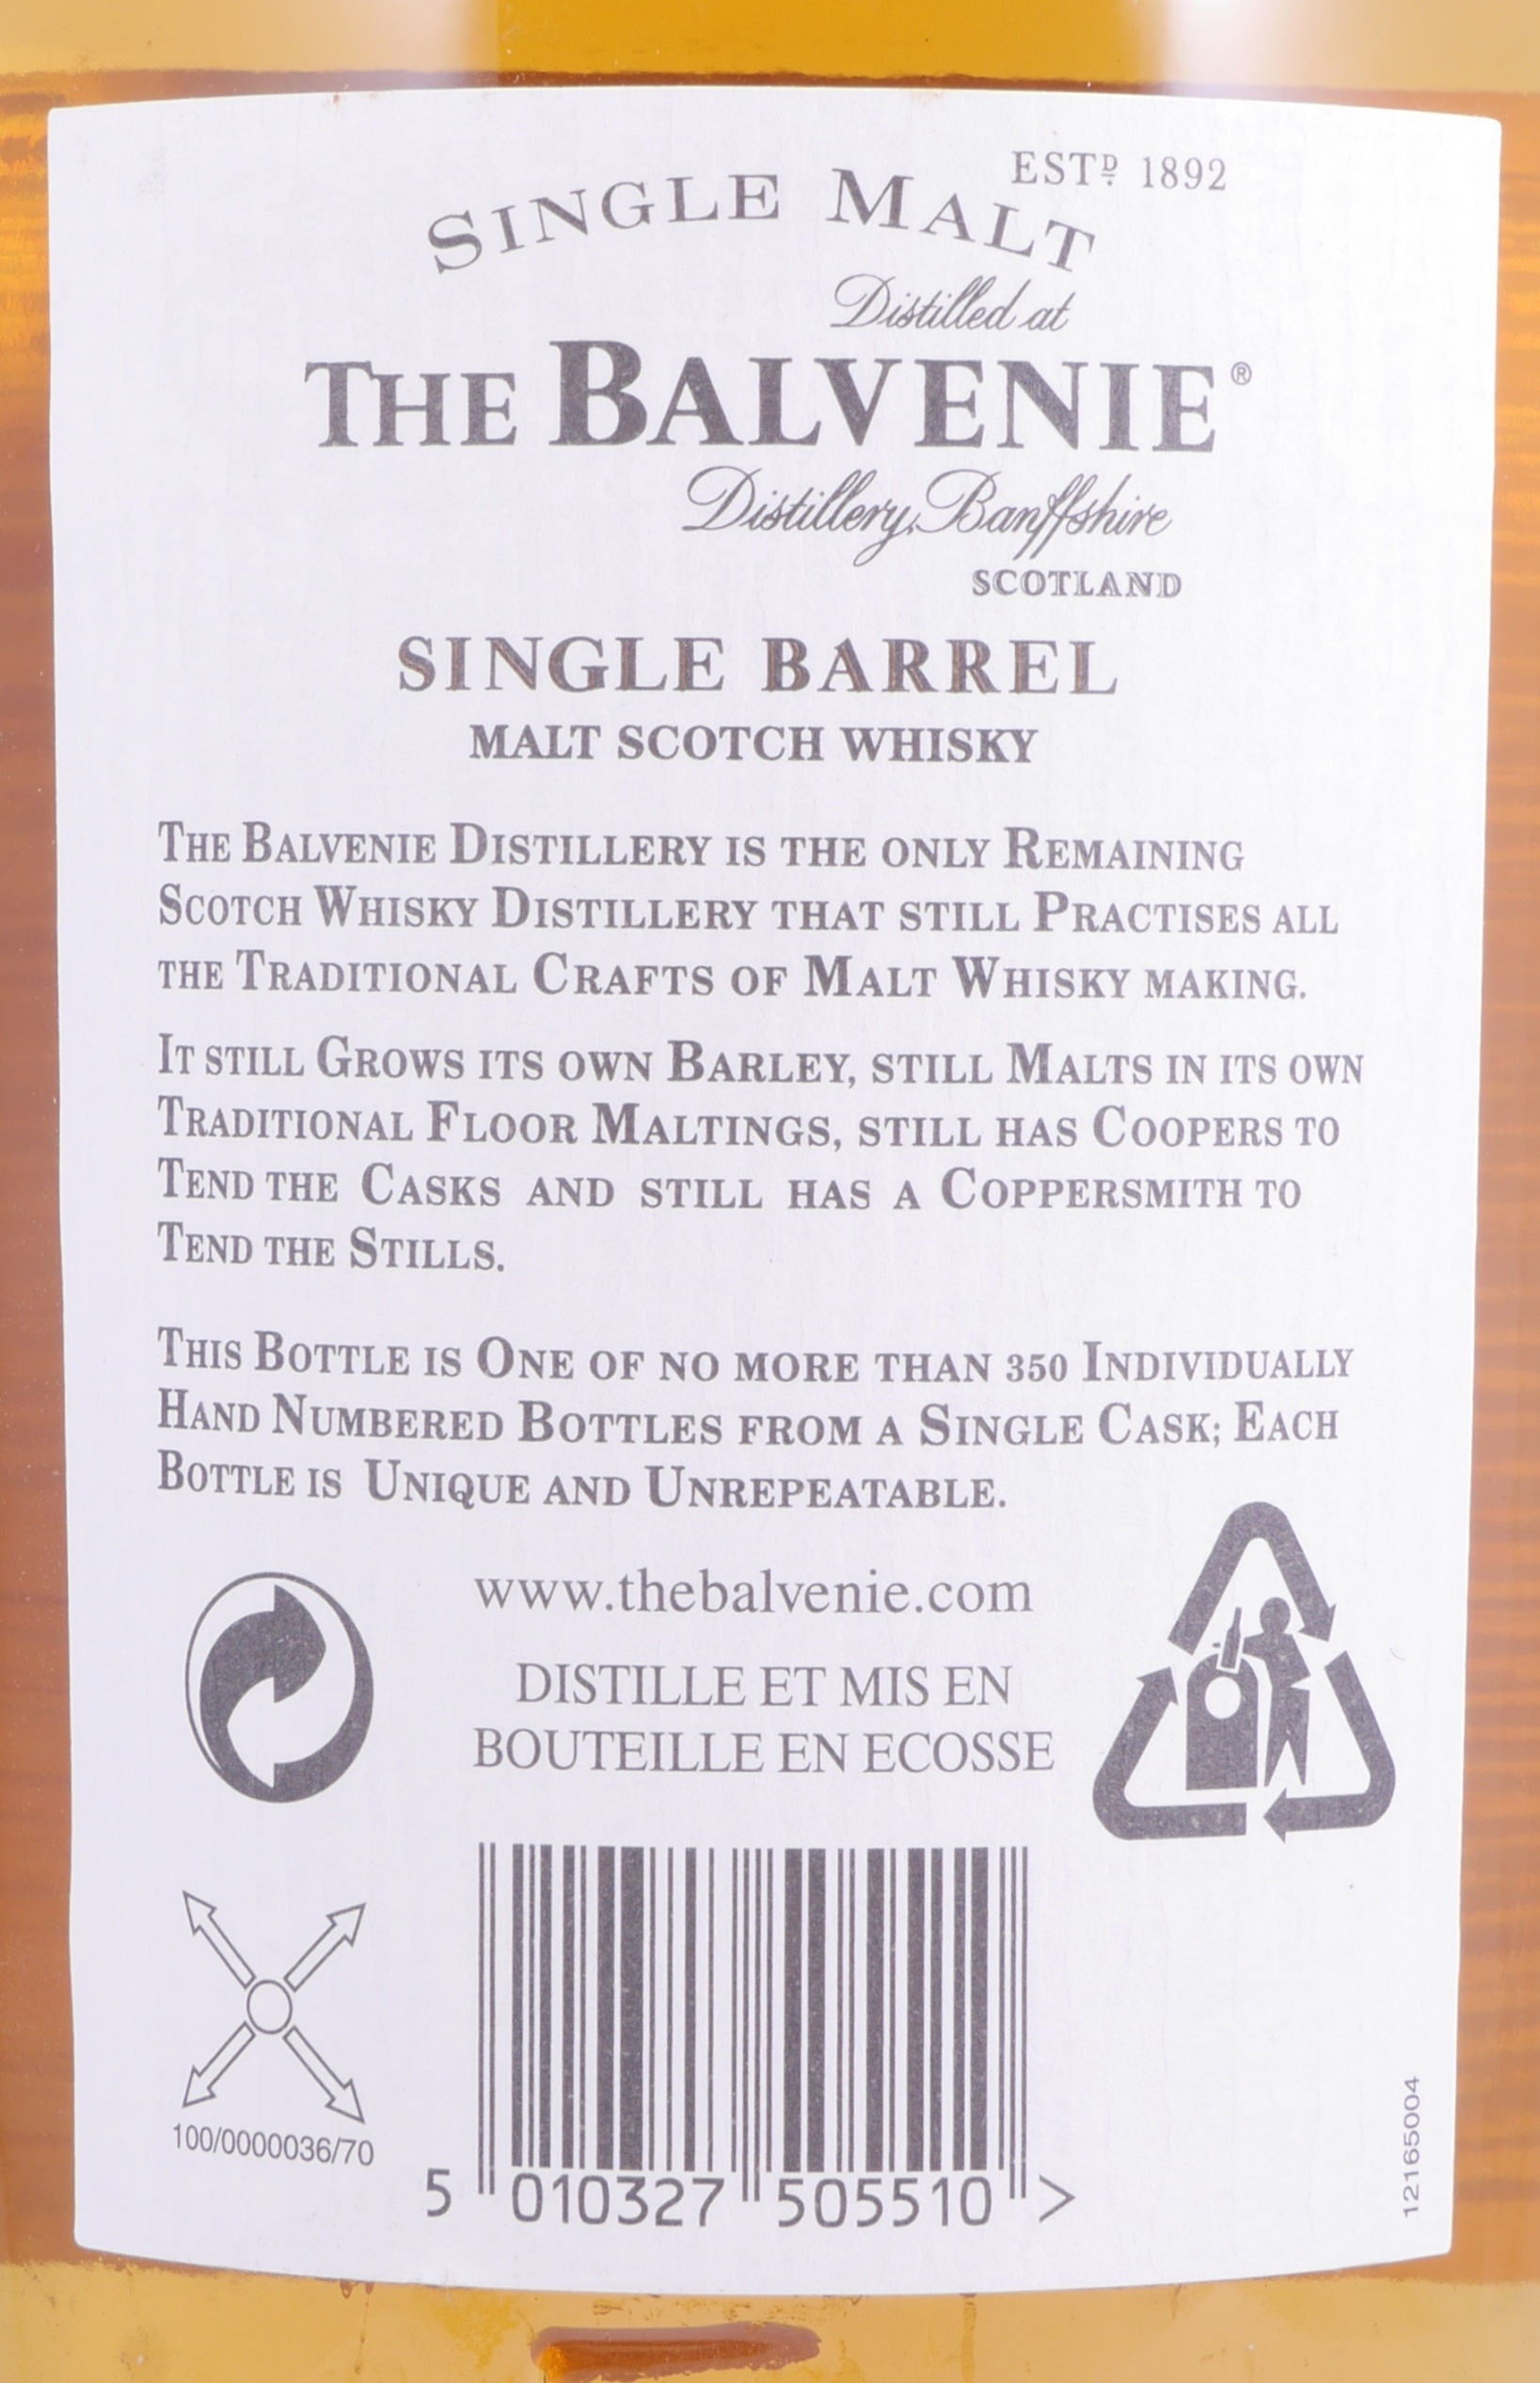 ESTD 1892
SINGLE MALT
Distilled at
THE BALVENIE®
Distillery, Banffshire
SCOTLAND
SINGLE BARREL
MALT SCOTCH WHISKY
THE BALVENIE DISTILLERY IS THE ONLY REMAINING
SCOTCH WHISKY DISTILLERY THAT STILL PRACTISES ALL
THE TRADITIONAL CRAFTS OF MALT WHISKY MAKING.
IT STILL GROWS ITS OWN BARLEY, STILL MALTS IN ITS OWN
TRADITIONAL FLOOR MALTINGS, STILL HAS COOPERS TO
TEND THE CASKS AND STILL HAS A COPPERSMITH TO
TEND THE STILLS.
THIS BOTTLE IS ONE OF NO MORE THAN 350 INDIVIDUALLY
HAND NUMBERED BOTTLES FROM A SINGLE CASK; EACH
BOTTLE IS UNIQUE AND UNREPEATABLE.
www.thebalvenie.com
DISTILLE ET MIS EN
BOUTEILLE EN ECOSSE
100/0000036/70
5 010327 505510 >
12165004